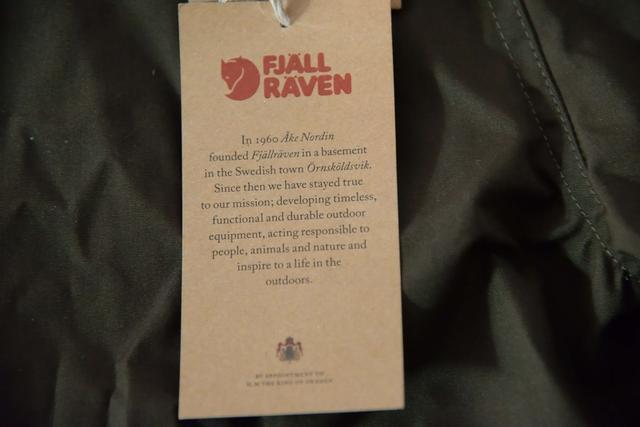 FJÄLL
RÄVEN
In 1960 Åke Nordin
founded Fjällräven in a basement
in the Swedish town Örnsköldsvik.
Since then we have stayed true
to our mission; developing timeless,
functional and durable outdoor
equipment, acting responsible to
people, animals and nature and
inspire to a life in the
outdoors.
BY APPOINTMENT TO
H.M THE KING OF SWEDEN